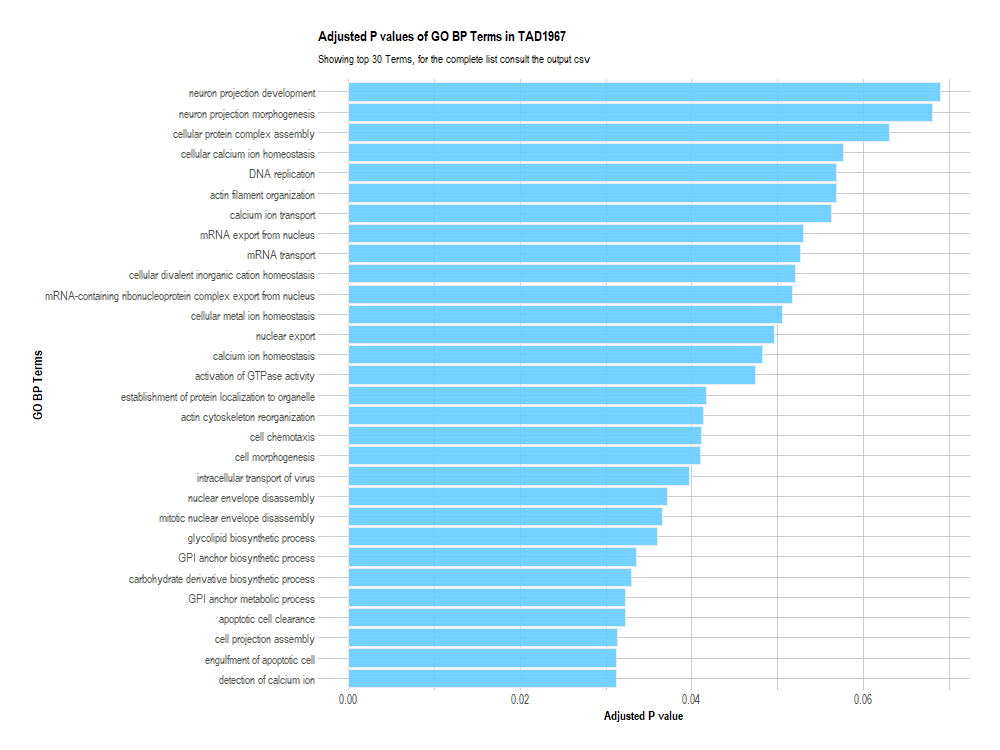 Adjusted P values of GO BP Terms in TAD1967
Showing top 30 Terms, for the complete list consult the output csv
neuron projection development
neuron projection morphogenesis
cellular protein complex assembly
cellular calcium ion homeostasis
DNA replication
actin filament organization
calcium ion transport
mRNA export from nucleus
mRNA transport
cellular divalent inorganic cation homeostasis
mRNA-containing ribonucleoprotein complex export from nucleus
cellular metal ion homeostasis
nuclear export
calcium ion homeostasis
activation of GTPase activity
establishment of protein localization to organelle
actin cytoskeleton reorganization
cell chemotaxis
cell morphogenesis
intracellular transport of virus
nuclear envelope disassembly
mitotic nuclear envelope disassembly
glycolipid biosynthetic process
GPI anchor biosynthetic process
carbohydrate derivative biosynthetic process
GPI anchor metabolic process
apoptotic cell clearance
cell projection assembly
engulfment of apoptotic cell
detection of calcium ion
GO BP Terms
0.00 0.02 0.04 0.06
Adjusted P value